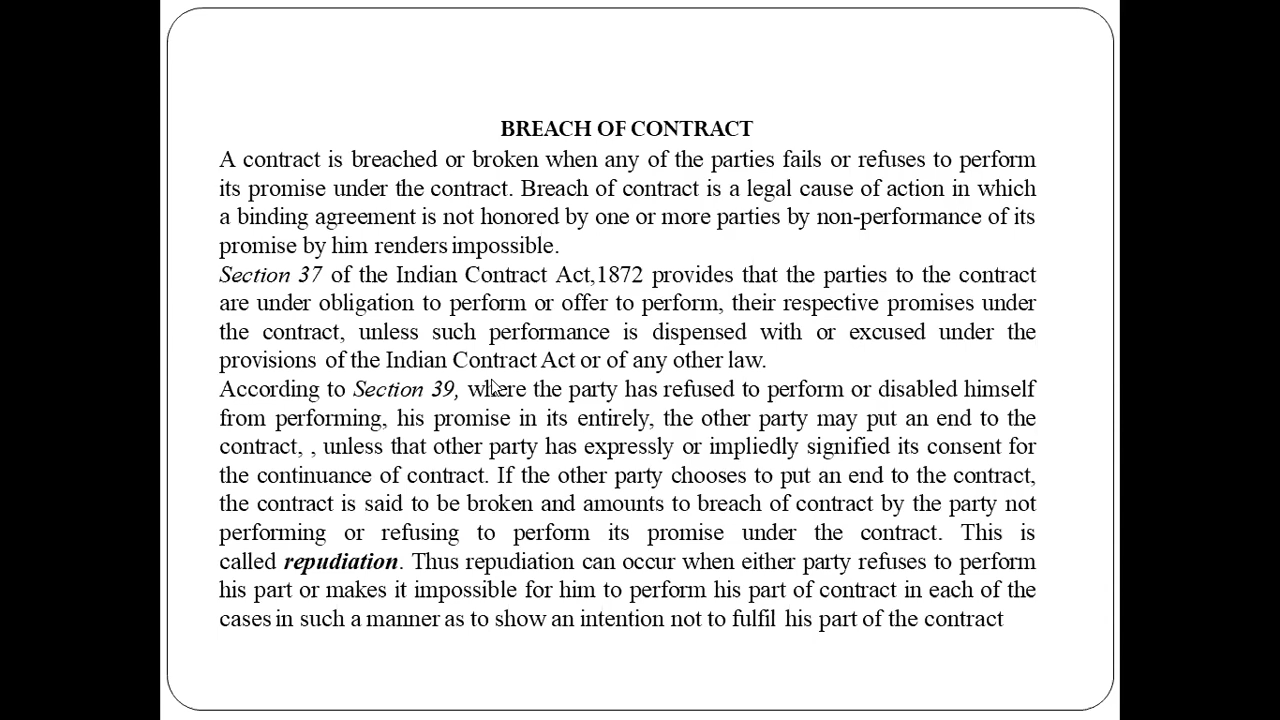 BREACH OF CONTRACT
A contract is breached or broken when any of the parties fails or refuses to perform
its promise under the contract. Breach of contract is a legal cause of action in which
a binding agreement is not honored by one or more parties by non-performance of its
promise by him renders impossible.
Section 37 of the Indian Contract Act,1872 provides that the parties to the contract
are under obligation to perform or offer to perform, their respective promises under
the contract, unless such performance is dispensed with or excused under the
provisions of the Indian Contract Act or of any other law.
According to Section 39, where the party has refused to perform or disabled himself
from performing, his promise in its entirely, the other party may put an end to the
contract, , unless that other party has expressly or impliedly signified its consent for
the continuance of contract. If the other party chooses to put an end to the contract,
the contract is said to be broken and amounts to breach of contract by the party not
performing or refusing to perform its promise under the contract. This is
called repudiation. Thus repudiation can occur when either party refuses to perform
his part or makes it impossible for him to perform his part of contract in each of the
cases in such a manner as to show an intention not to fulfil his part of the contract